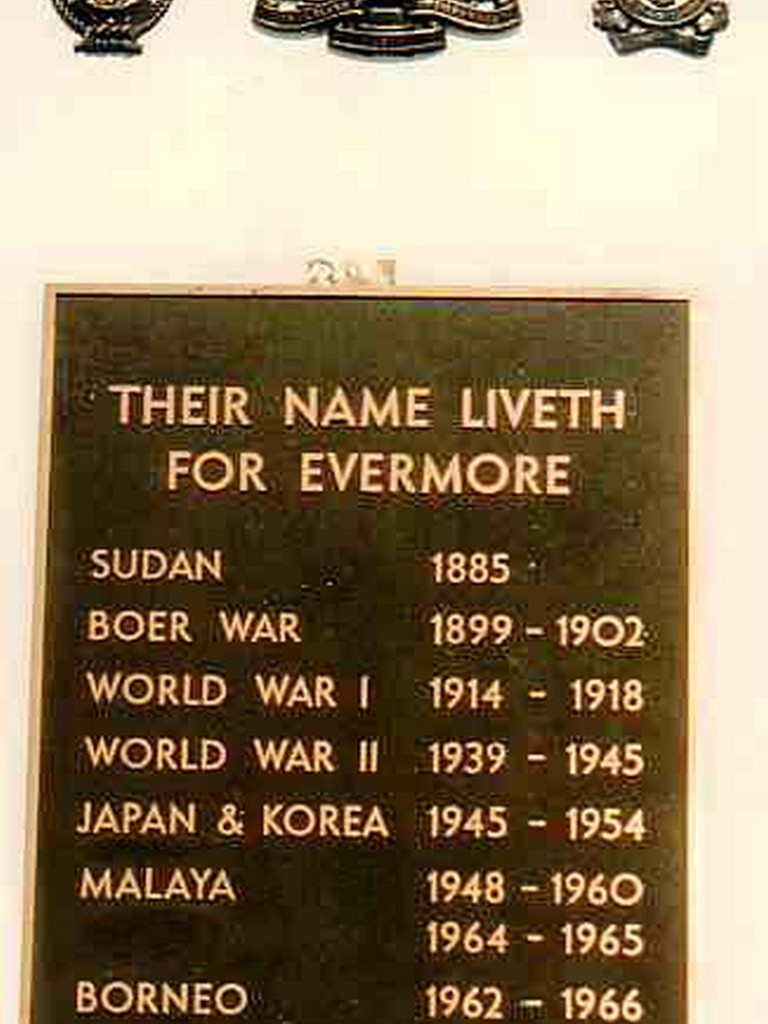 THEIR NAME LIVETH
FOR EVERMORE
SUDAN 1885
BOER WAR 1899 - 1902
WORLD WAR I 1914 - 1918
WORLD WAR II 1939 - 1945
JAPAN & KOREA 1945 - 1954
MALAYA 1948 - 1960
1964 - 1965
BORNEO 1962 - 1966